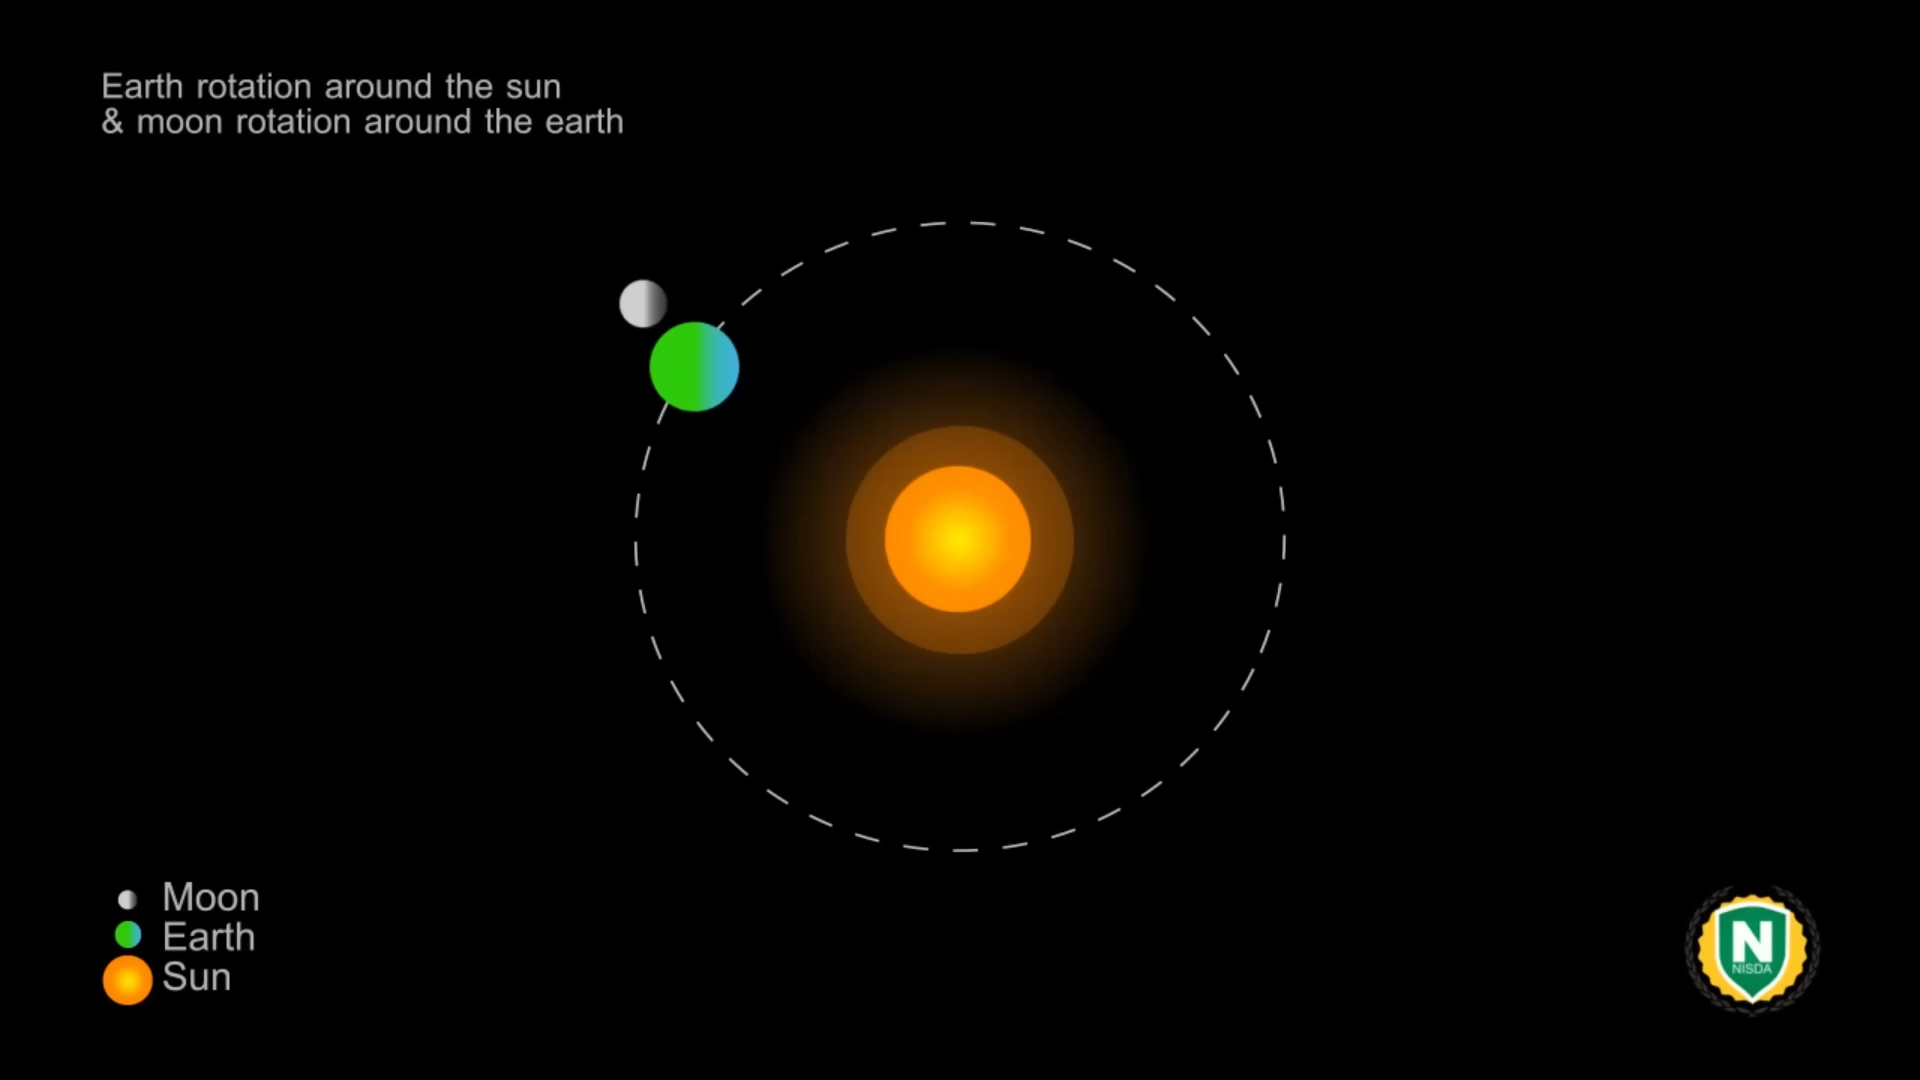 Earth rotation around the sun
& moon rotation around the earth
Moon
Earth
Sun
N
NISDA